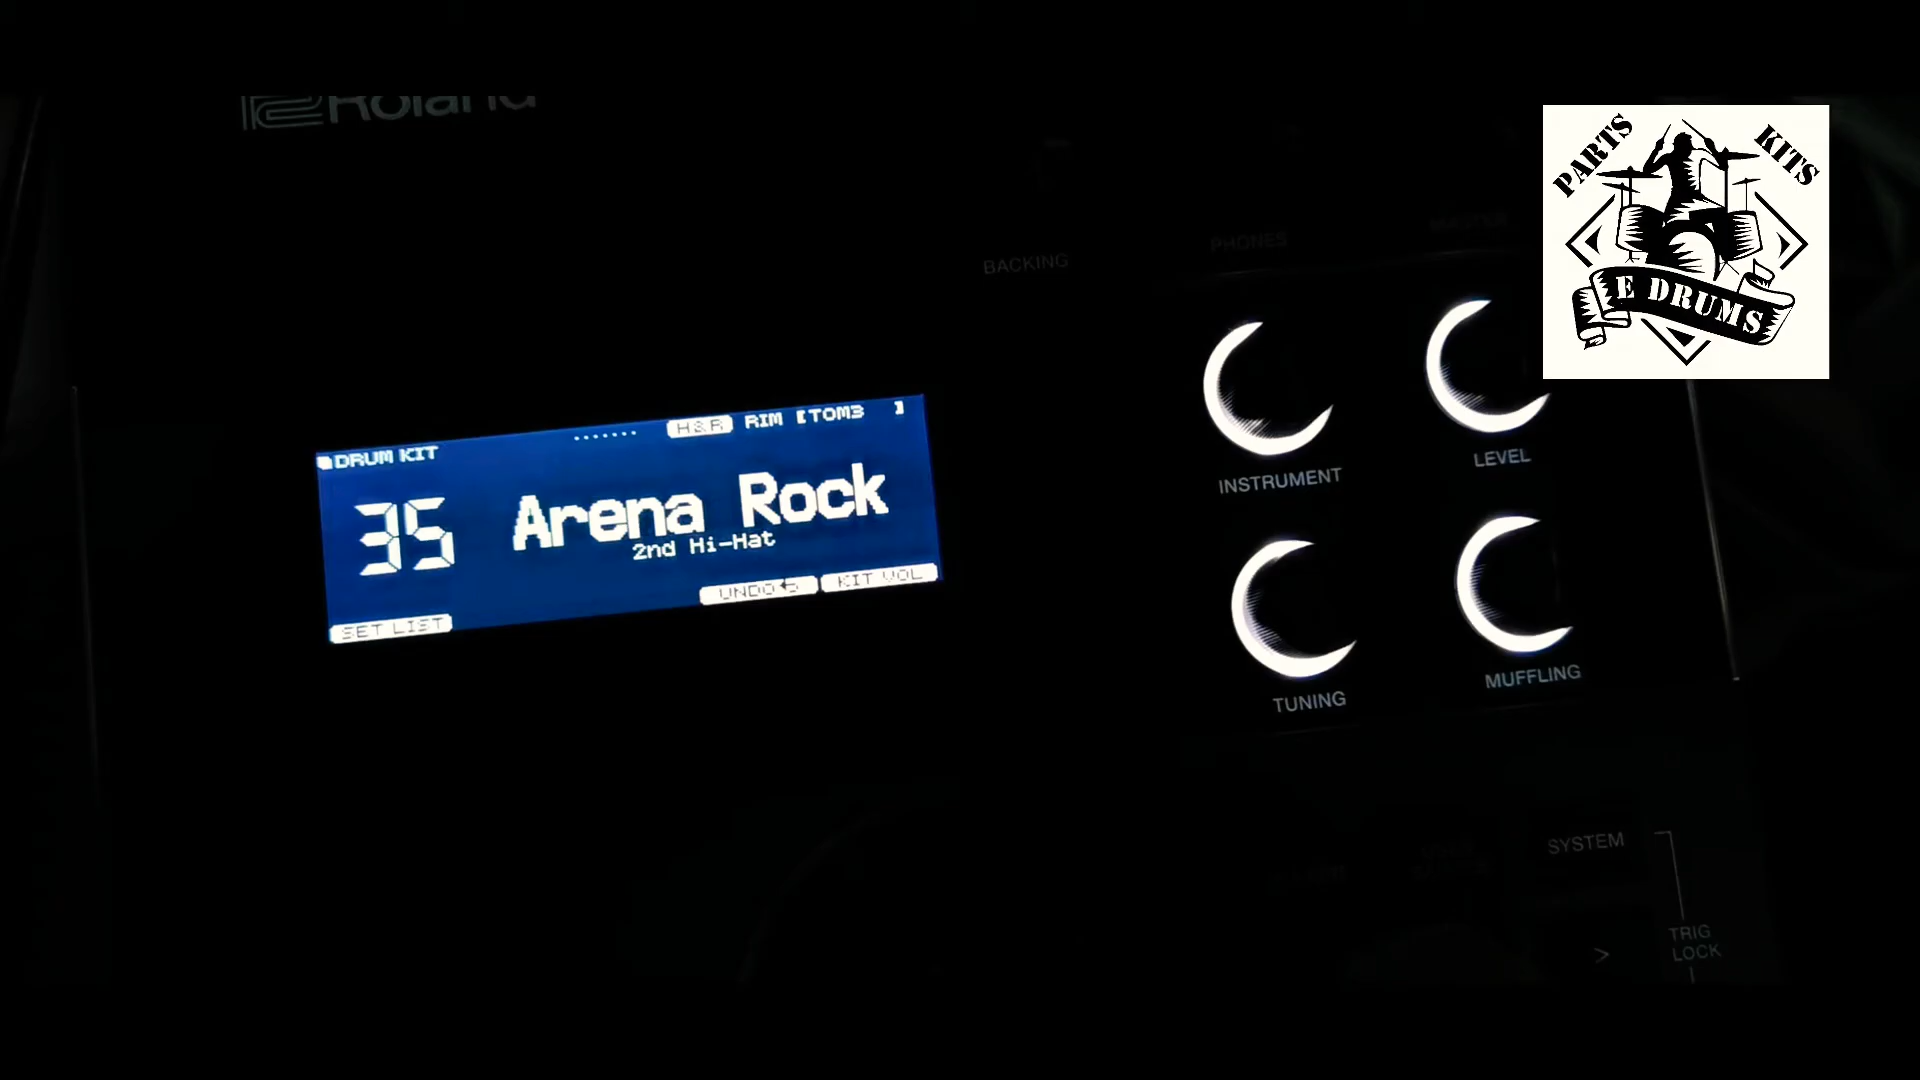 Roland
PARTS
KITS
E DRUMS
PHONES
MASTER
BACKING
DRUM KIT
H&R RIM [TOM3 ]
35 Arena Rock
2nd Hi-Hat
SET LIST
UNDO
KIT VOL
INSTRUMENT
LEVEL
TUNING
MUFFLING
SYSTEM
>
TRIG
LOCK